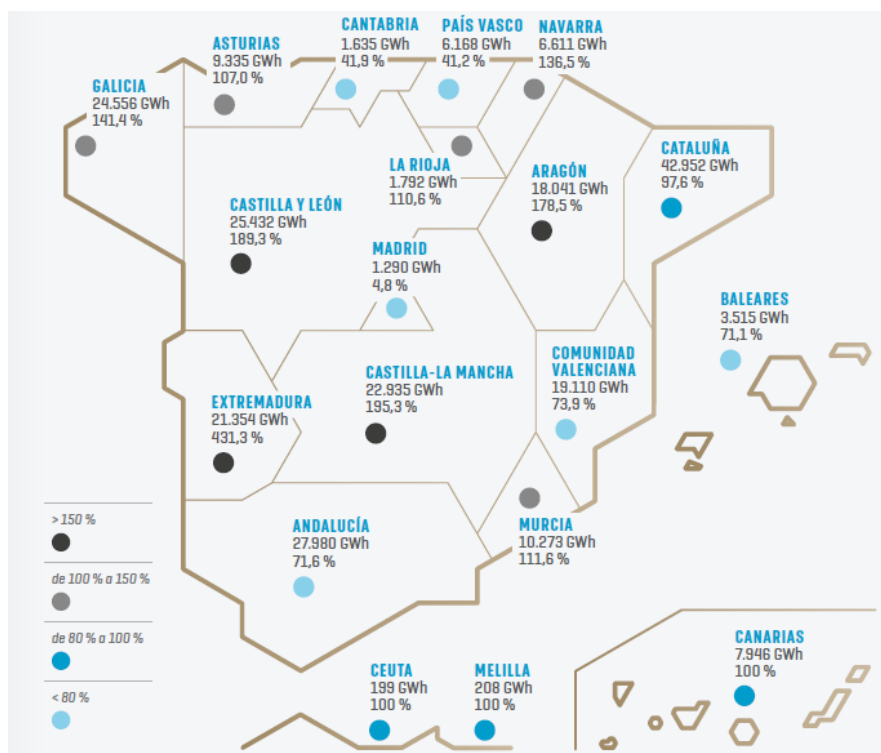 CANTABRIA
1.635 GWh
41,9 %
PAÍS VASCO
6.168 GWh
41,2 %
NAVARRA
6.611 GWh
136,5 %
ASTURIAS
9.335 GWh
107,0 %
GALICIA
24.556 GWh
141,4 %
LA RIOJA
1.792 GWh
110,6 %
ARAGÓN
18.041 GWh
178,5 %
CATALUÑA
42.952 GWh
97,6 %
CASTILLA Y LEÓN
25.432 GWh
189,3 %
MADRID
1.290 GWh
4,8 %
BALEARES
3.515 GWh
71,1 %
COMUNIDAD
VALENCIANA
19.110 GWh
73,9 %
CASTILLA-LA MANCHA
22.935 GWh
195,3 %
EXTREMADURA
21.354 GWh
431,3 %
ANDALUCÍA
27.980 GWh
71,6 %
MURCIA
10.273 GWh
111,6 %
> 150 %
de 100 % a 150 %
de 80 % a 100 %
< 80 %
CEUTA
199 GWh
100 %
MELILLA
208 GWh
100 %
CANARIAS
7.946 GWh
100 %